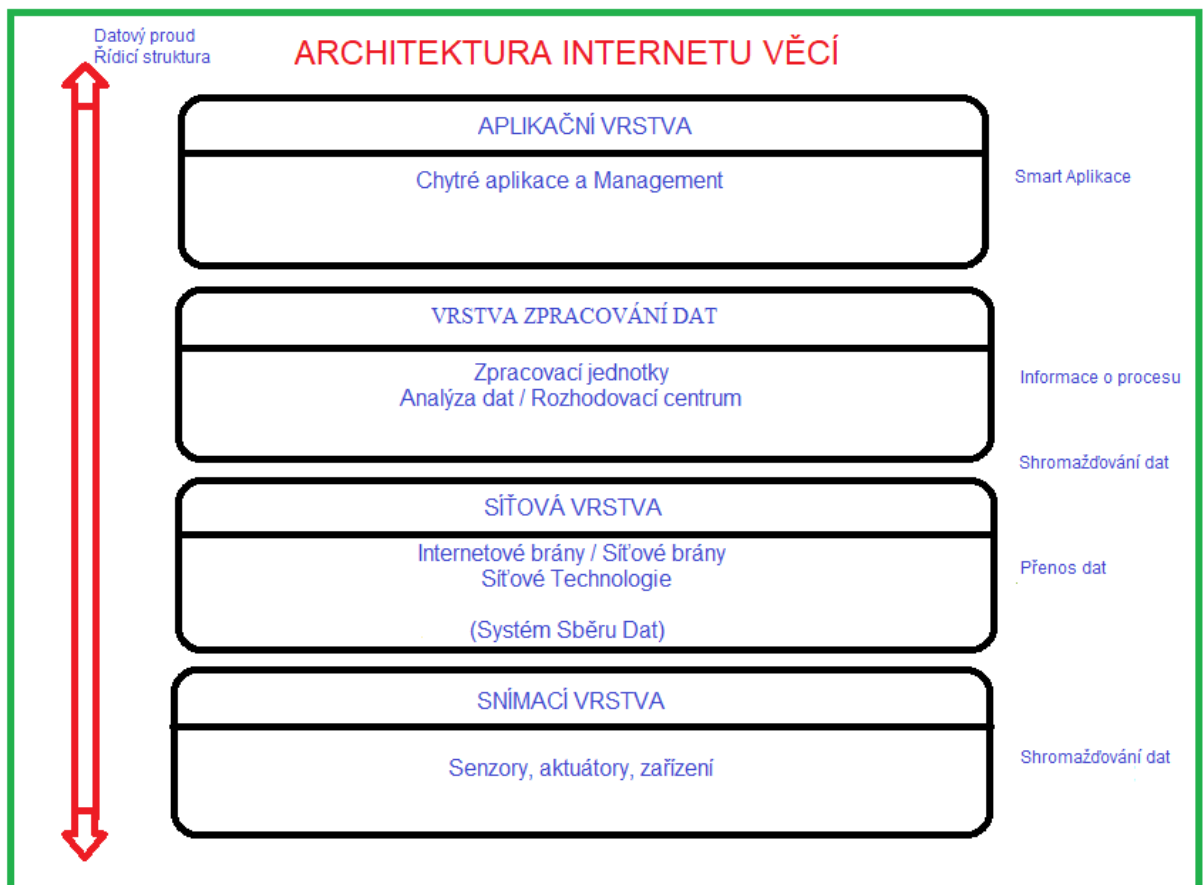 Datový proud
Řídicí struktura
ARCHITEKTURA INTERNETU VĚCÍ
APLIKAČNÍ VRSTVA
Chytré aplikace a Management
Smart Aplikace
VRSTVA ZPRACOVÁNÍ DAT
Zpracovací jednotky
Analýza dat / Rozhodovací centrum
Informace o procesu
Shromažďování dat
SÍŤOVÁ VRSTVA
Internetové brány / Síťové brány
Síťové Technologie
(Systém Sběru Dat)
Přenos dat
SNÍMACÍ VRSTVA
Senzory, aktuátory, zařízení
Shromažďování dat